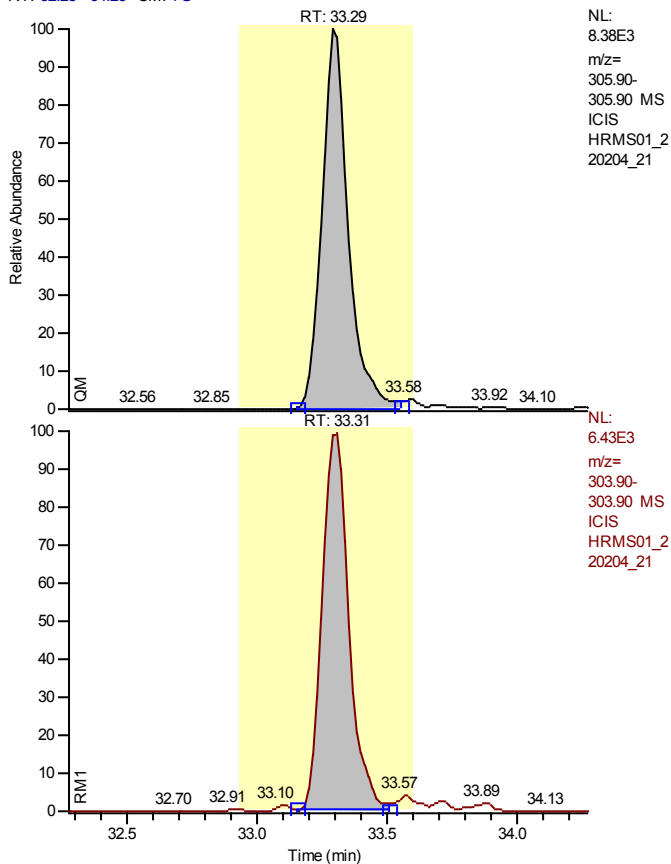 RT: 33.29
NL:
8.38E3
m/z=
305.90-
305.90 MS
ICIS
HRMS01_2
20204_21
100
90
80
70
60
50
40
30
20
10
0
Relative Abundance
QM
32.56 32.85 33.58 33.92 34.10
RT: 33.31
NL:
6.43E3
m/z=
303.90-
303.90 MS
ICIS
HRMS01_2
20204_21
100
90
80
70
60
50
40
30
20
10
0
RM1
32.70 32.91 33.10 33.57 33.89 34.13
32.5 33.0 33.5 34.0
Time (min)